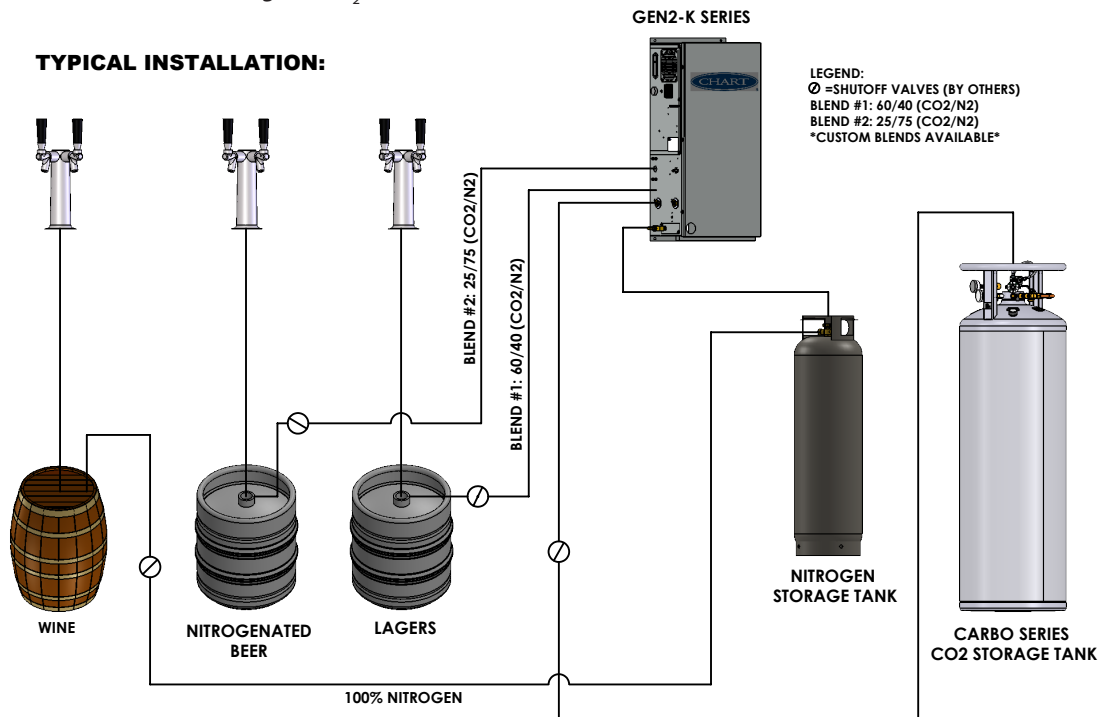 2
GEN2-K SERIES
TYPICAL INSTALLATION:
CHART
LEGEND:
⊘ =SHUTOFF VALVES (BY OTHERS)
BLEND #1: 60/40 (CO2/N2)
BLEND #2: 25/75 (CO2/N2)
*CUSTOM BLENDS AVAILABLE*
BLEND #2: 25/75 (CO2/N2)
BLEND #1: 60/40 (CO2/N2)
WINE
NITROGENATED
BEER
LAGERS
NITROGEN
STORAGE TANK
CARBO SERIES
CO2 STORAGE TANK
100% NITROGEN